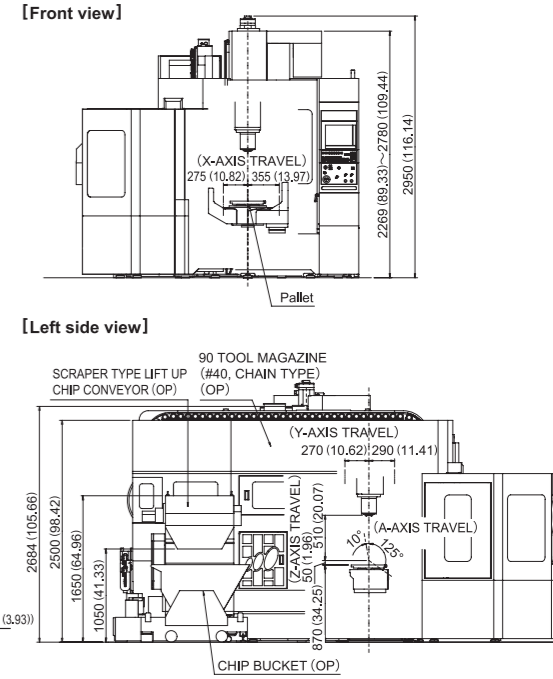 [Front view]
(X-AXIS TRAVEL)
275 (10.82) 355 (13.97)
2269 (89.33)~2780 (109.44)
2950 (116.14)
Pallet
[Left side view]
90 TOOL MAGAZINE
(#40, CHAIN TYPE)
(OP)
SCRAPER TYPE LIFT UP
CHIP CONVEYOR (OP)
(Y-AXIS TRAVEL)
270 (10.62) 290 (11.41)
(Z-AXIS TRAVEL)
50 (1.96) 510 (20.07)
(A-AXIS TRAVEL)
10° 125°
870 (34.25)
2684 (105.66)
2500 (98.42)
1650 (64.96)
1050 (41.33)
(3.93))
CHIP BUCKET (OP)